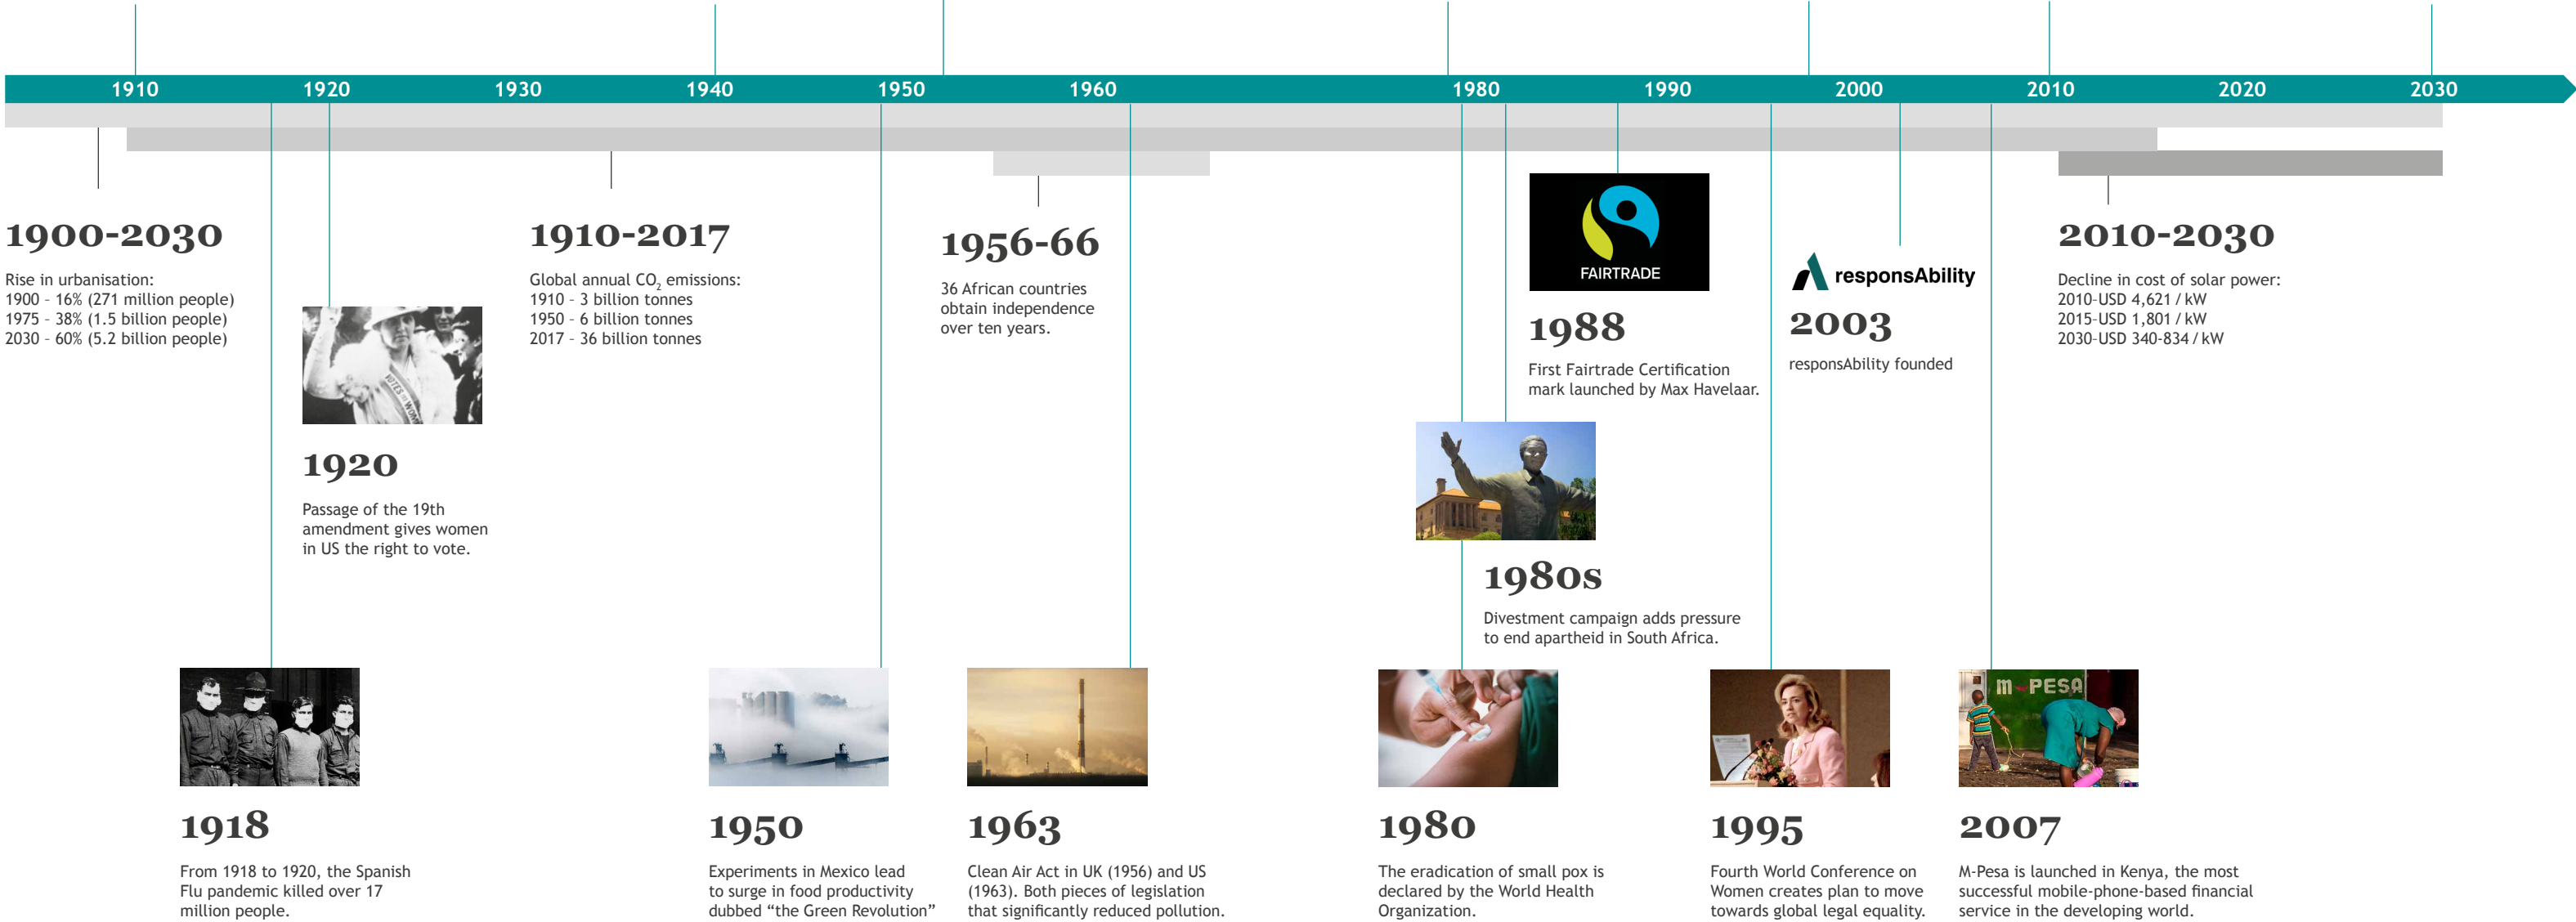 1910 1920 1930 1940 1950 1960 1980 1990 2000 2010 2020 2030
1900-2030
Rise in urbanisation:
1900 – 16% (271 million people)
1975 – 38% (1.5 billion people)
2030 – 60% (5.2 billion people)
VOTES
1920
Passage of the 19th
amendment gives women
in US the right to vote.
1910-2017
Global annual CO₂ emissions:
1910 – 3 billion tonnes
1950 – 6 billion tonnes
2017 – 36 billion tonnes
1956-66
36 African countries
obtain independence
over ten years.
FAIRTRADE
1988
First Fairtrade Certification
mark launched by Max Havelaar.
responsAbility
2003
responsAbility founded
2010-2030
Decline in cost of solar power:
2010–USD 4,621 / kW
2015–USD 1,801 / kW
2030–USD 340-834 / kW
1980s
Divestment campaign adds pressure
to end apartheid in South Africa.
1918
From 1918 to 1920, the Spanish
Flu pandemic killed over 17
million people.
1950
Experiments in Mexico lead
to surge in food productivity
dubbed “the Green Revolution”
1963
Clean Air Act in UK (1956) and US
(1963). Both pieces of legislation
that significantly reduced pollution.
1980
The eradication of small pox is
declared by the World Health
Organization.
1995
Fourth World Conference on
Women creates plan to move
towards global legal equality.
M-PESA
2007
M-Pesa is launched in Kenya, the most
successful mobile-phone-based financial
service in the developing world.